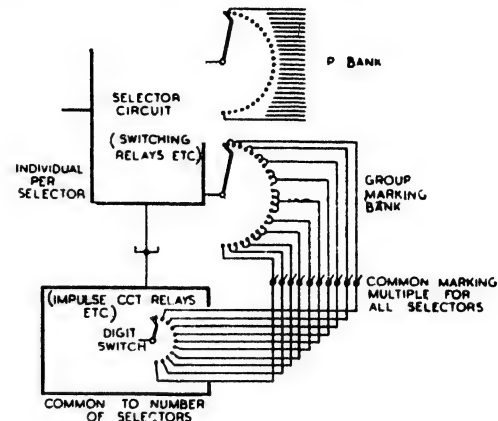 P BANK
SELECTOR
CIRCUIT
(SWITCHING
RELAYS ETC)
INDIVIDUAL
PER
SELECTOR
GROUP
MARKING
BANK
COMMON MARKING
MULTIPLE FOR
ALL SELECTORS
(IMPULSE CCT RELAYS
ETC)
DIGIT
SWITCH
COMMON TO NUMBER
OF SELECTORS